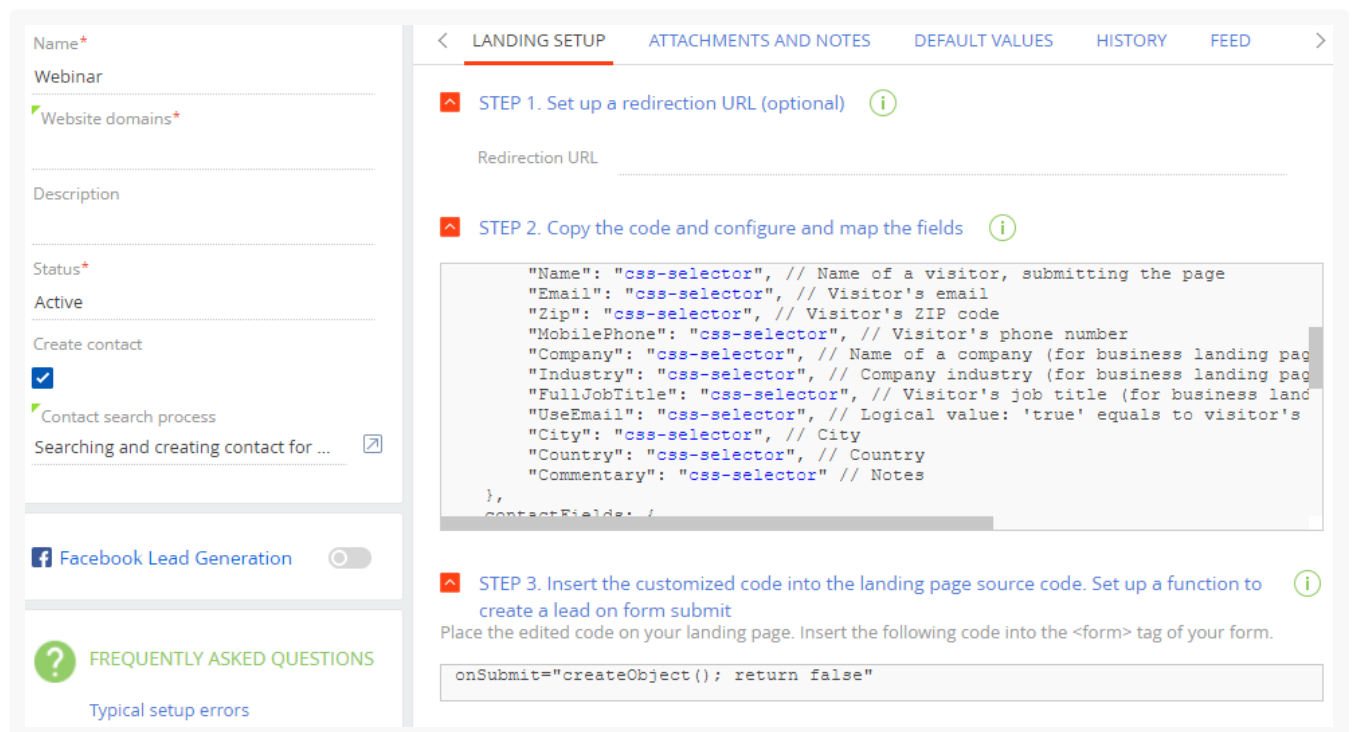 Name*
Webinar
Website domains*
Description
Status*
Active
Create contact
Contact search process
Searching and creating contact for ...
Facebook Lead Generation
FREQUENTLY ASKED QUESTIONS
Typical setup errors
LANDING SETUP ATTACHMENTS AND NOTES DEFAULT VALUES HISTORY FEED
STEP 1. Set up a redirection URL (optional)
Redirection URL
STEP 2. Copy the code and configure and map the fields
"Name": "css-selector", // Name of a visitor, submitting the page
"Email": "css-selector", // Visitor's email
"Zip": "css-selector", // Visitor's ZIP code
"MobilePhone": "css-selector", // Visitor's phone number
"Company": "css-selector", // Name of a company (for business landing pag
"Industry": "css-selector", // Company industry (for business landing pag
"FullJobTitle": "css-selector", // Visitor's job title (for business land
"UseEmail": "css-selector", // Logical value: 'true' equals to visitor's
"City": "css-selector", // City
"Country": "css-selector", // Country
"Commentary": "css-selector" // Notes
},
contactFields: {
STEP 3. Insert the customized code into the landing page source code. Set up a function to
create a lead on form submit
Place the edited code on your landing page. Insert the following code into the <form> tag of your form.
onSubmit="createObject(); return false"